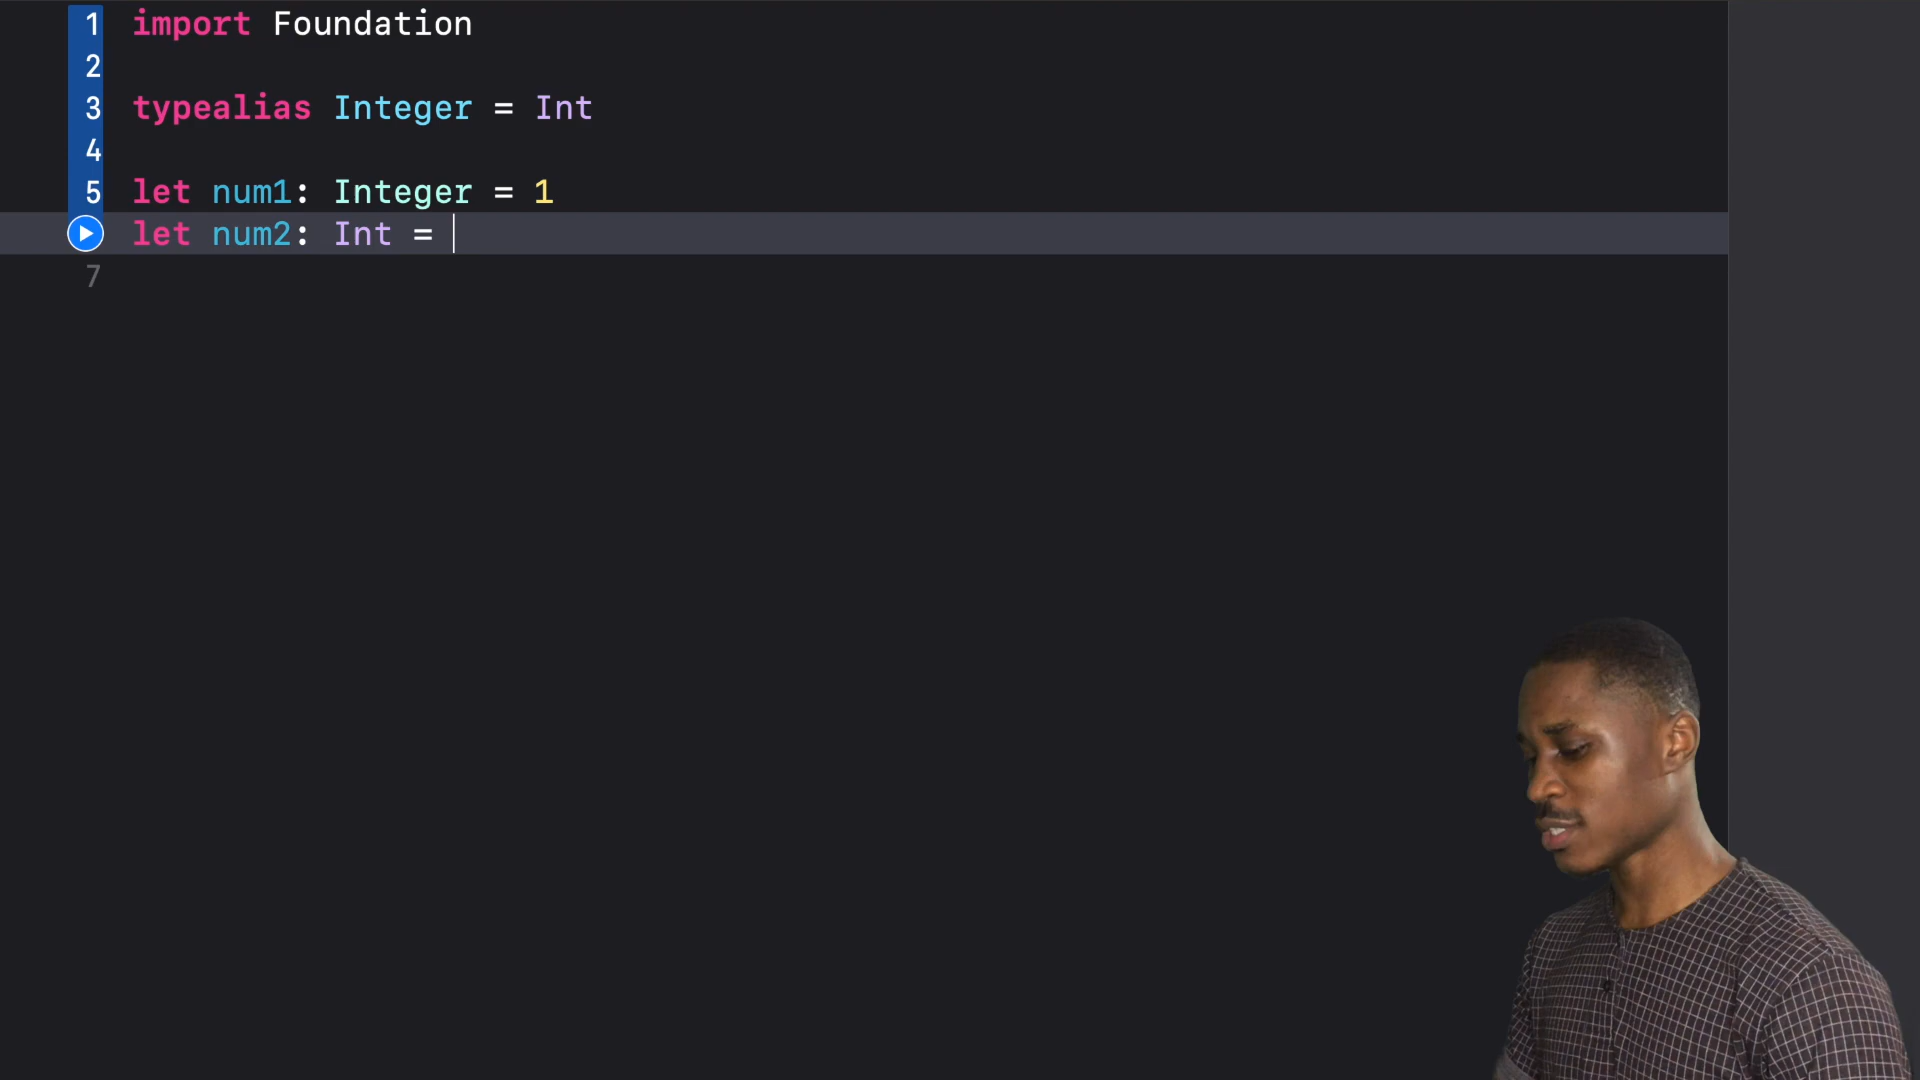 1 import Foundation
2
3 typealias Integer = Int
4
5 let num1: Integer = 1
let num2: Int =
7